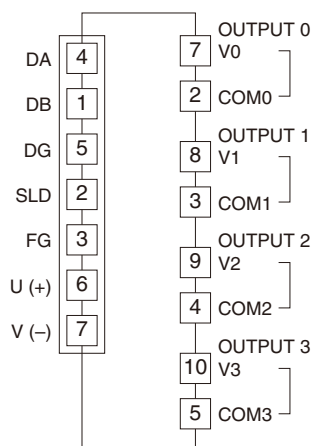 DA 4
DB 1
DG 5
SLD 2
FG 3
U (+) 6
V (–) 7
OUTPUT 0
7 V0
2 COM0
OUTPUT 1
8 V1
3 COM1
OUTPUT 2
9 V2
4 COM2
OUTPUT 3
10 V3
5 COM3